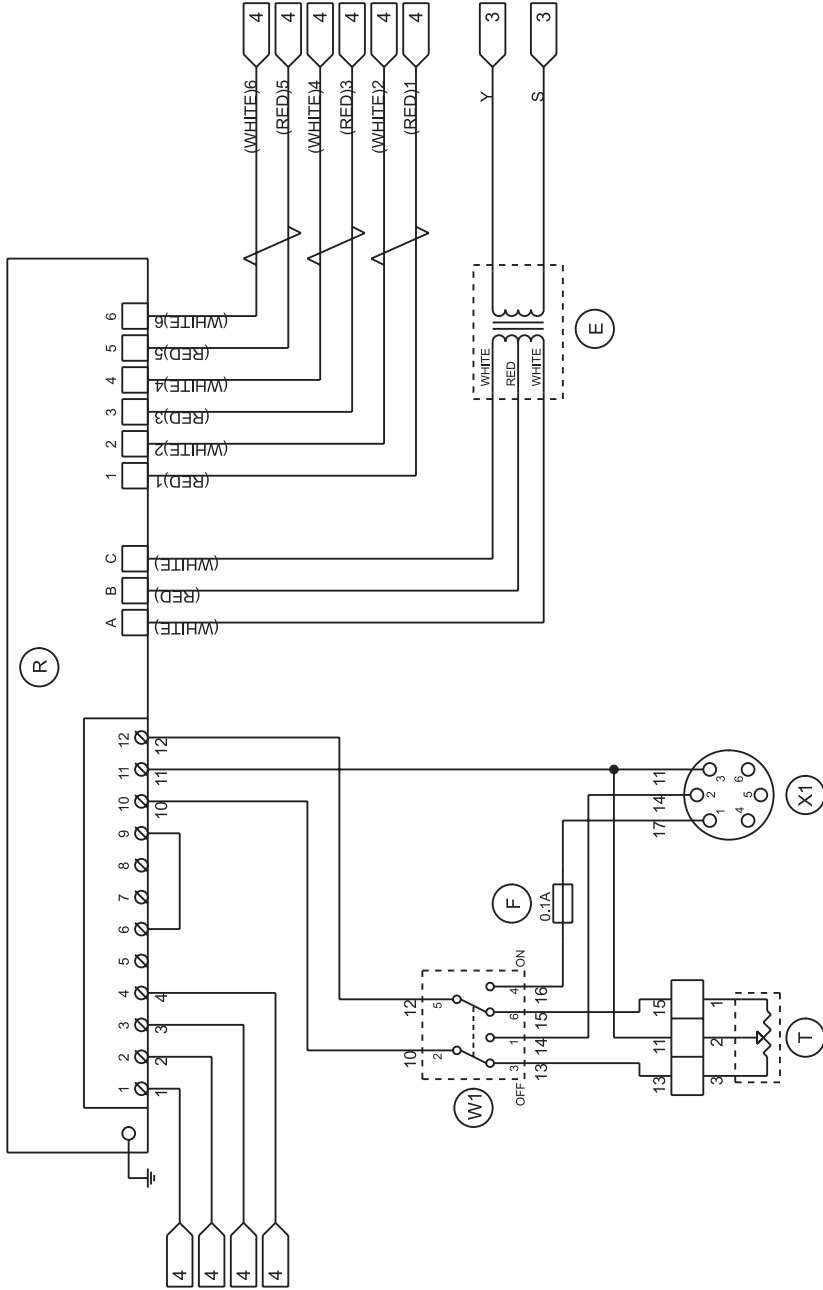 R
1 2 3 4 5 6 7 8 9 10 11 12
A B C
1 2 3 4 5 6
1 2 3 4 10 11 12
(WHITE)
(RED)
(WHITE)
(RED)1
(WHITE)2
(RED)3
(WHITE)4
(RED)5
(WHITE)6
4
4
4
4
(WHITE)6 4
(RED)5 4
(WHITE)4 4
(RED)3 4
(WHITE)2 4
(RED)1 4
Y 3
S 3
WHITE
RED
WHITE
E
10 12
2 5
3 1 6 4
OFF ON
13 14 15 16
W1
F
0.1A
17 14 11
1 2 3
4 5 6
X1
13 11 15
3 2 1
T